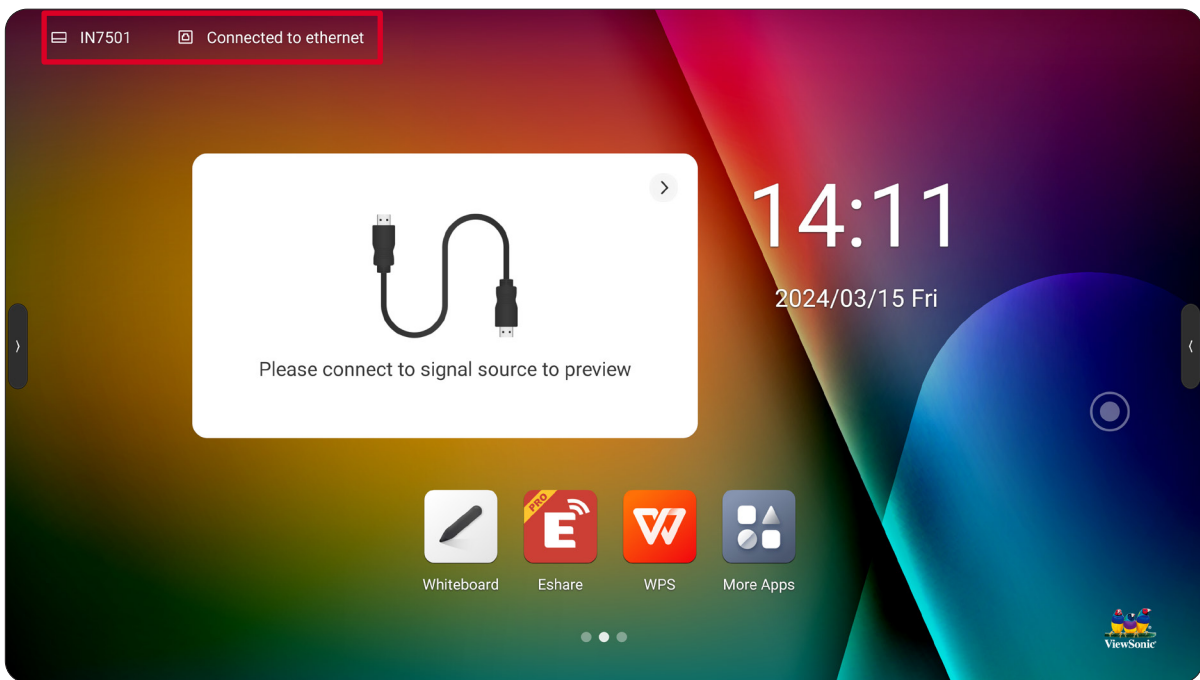 IN7501 Connected to ethernet
14:11
2024/03/15 Fri
Please connect to signal source to preview
PRO
E
Whiteboard Eshare WPS More Apps
ViewSonic